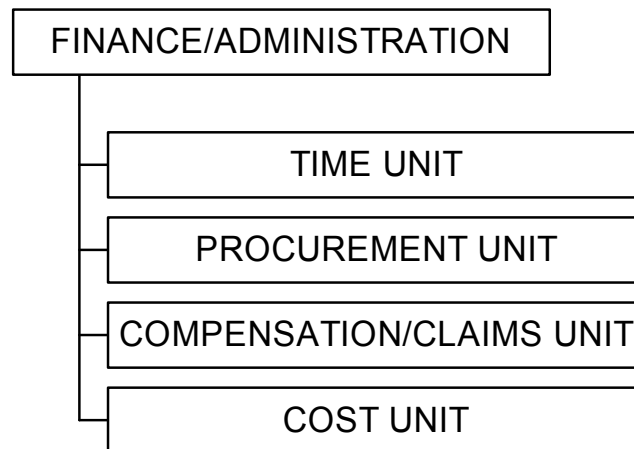 FINANCE/ADMINISTRATION
TIME UNIT
PROCUREMENT UNIT
COMPENSATION/CLAIMS UNIT
COST UNIT